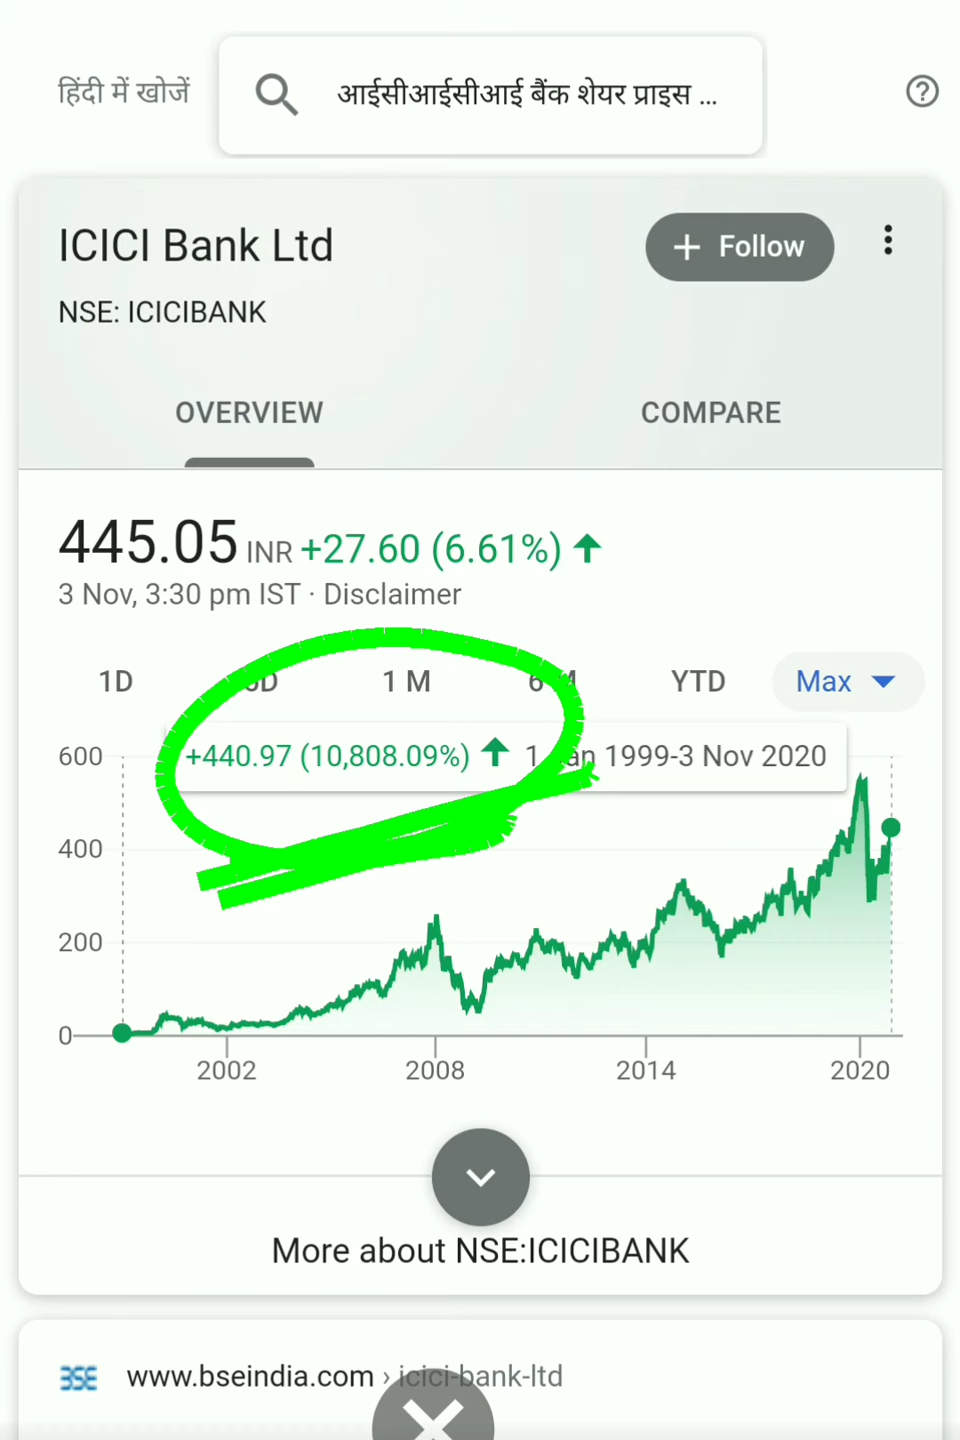 हिंदी में खोजें
आईसीआईसीआई बैंक शेयर प्राइस ...
ICICI Bank Ltd
+ Follow
NSE: ICICIBANK
OVERVIEW
COMPARE
445.05 INR +27.60 (6.61%)
3 Nov, 3:30 pm IST · Disclaimer
1D
1 M
YTD
Max
+440.97 (10,808.09%)
1999-3 Nov 2020
600
400
200
0
2002
2008
2014
2020
More about NSE:ICICIBANK
BSE
www.bseindia.com › icici-bank-ltd